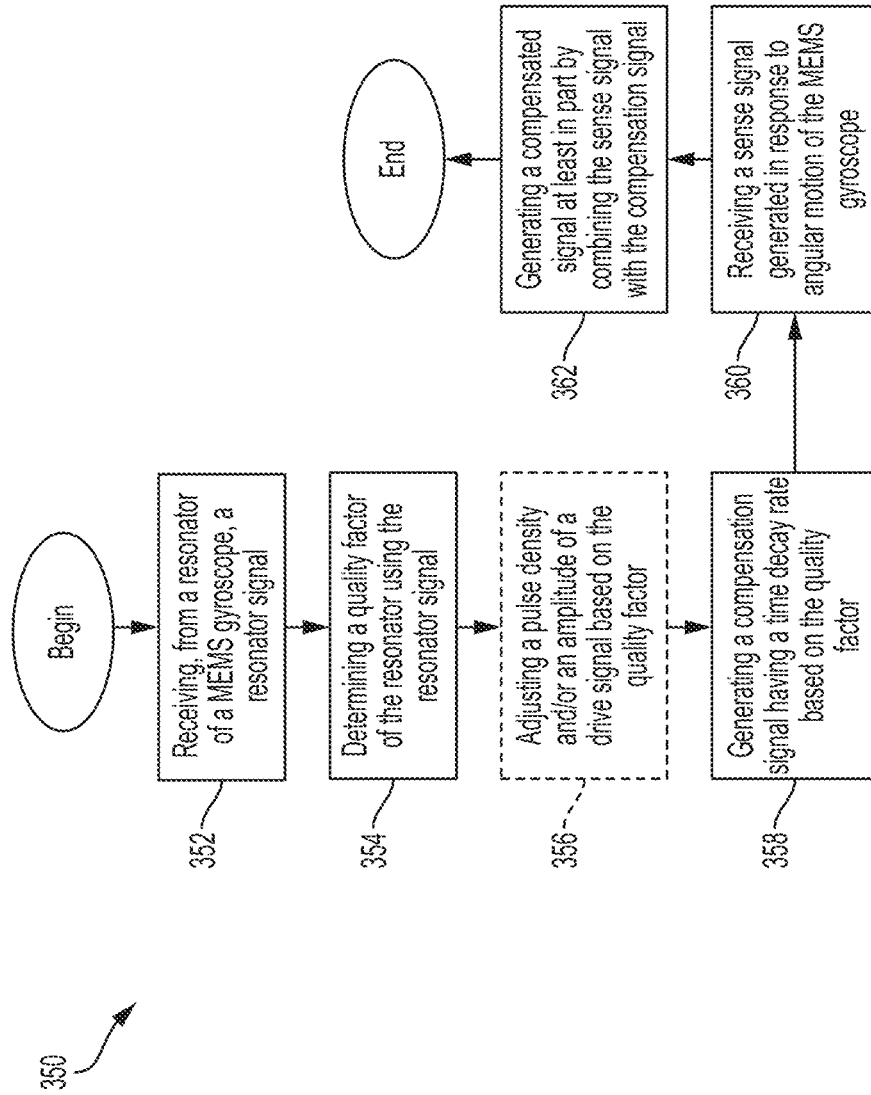 350
Begin
352
Receiving, from a resonator
of a MEMS gyroscope, a
resonator signal
354
Determining a quality factor
of the resonator using the
resonator signal
356
Adjusting a pulse density
and/or an amplitude of a
drive signal based on the
quality factor
358
Generating a compensation
signal having a time decay rate
based on the quality
factor
360
Receiving a sense signal
generated in response to
angular motion of the MEMS
gyroscope
362
Generating a compensated
signal at least in part by
combining the sense signal
with the compensation signal
End